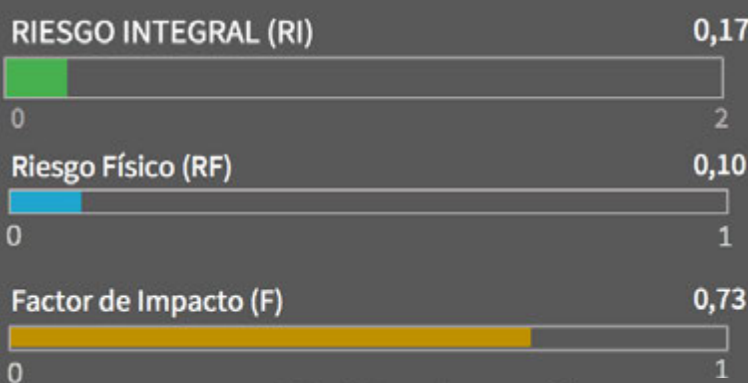 RIESGO INTEGRAL (RI) 0,17
0 2
Riesgo Físico (RF) 0,10
0 1
Factor de Impacto (F) 0,73
0 1